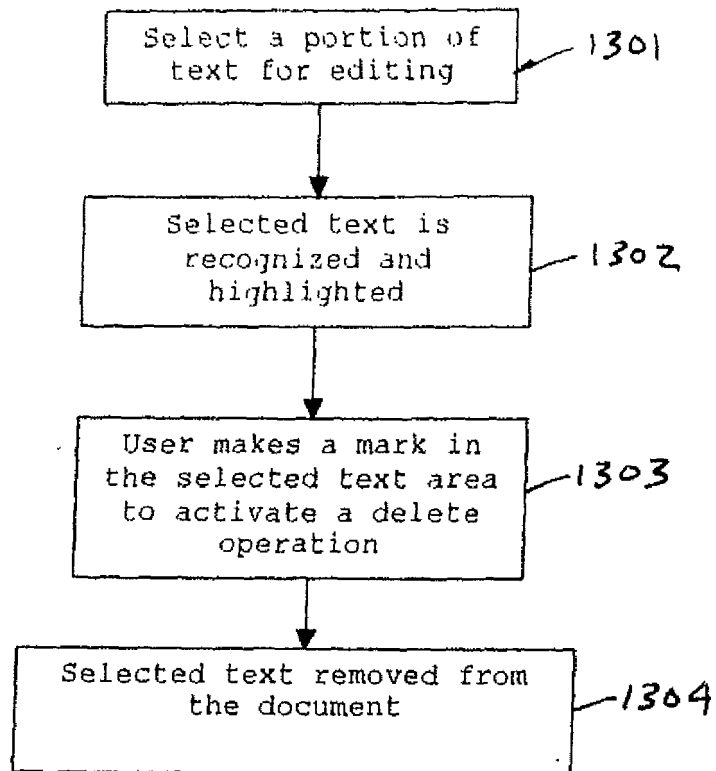 Select a portion of
text for editing
1301
Selected text is
recognized and
highlighted
1302
User makes a mark in
the selected text area
to activate a delete
operation
1303
Selected text removed from
the document
1304